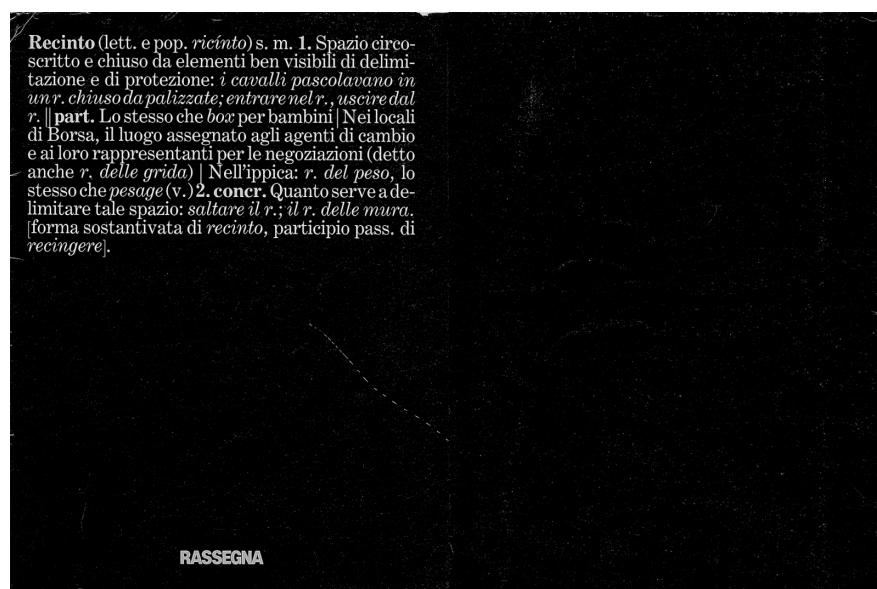 Recinto (lett. e pop. ricínto) s. m. 1. Spazio circo-
scritto e chiuso da elementi ben visibili di delimi-
tazione e di protezione: i cavalli pascolavano in
un r. chiuso da palizzate; entrare nel r., uscire dal
r. || part. Lo stesso che box per bambini | Nei locali
di Borsa, il luogo assegnato agli agenti di cambio
e ai loro rappresentanti per le negoziazioni (detto
anche r. delle grida) | Nell'ippica: r. del peso, lo
stesso che pesage (v.) 2. concr. Quanto serve a de-
limitare tale spazio: saltare il r.; il r. delle mura.
[forma sostantivata di recinto, participio pass. di
recingere].
RASSEGNA